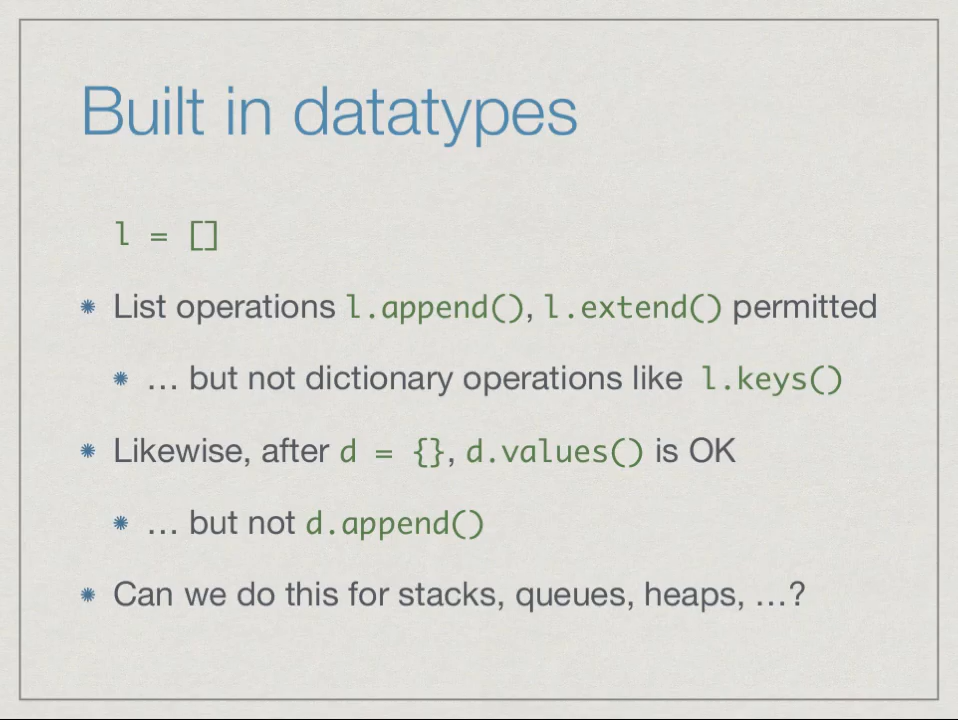 Built in datatypes
l = []
List operations l.append(), l.extend() permitted
… but not dictionary operations like l.keys()
Likewise, after d = {}, d.values() is OK
… but not d.append()
Can we do this for stacks, queues, heaps, …?